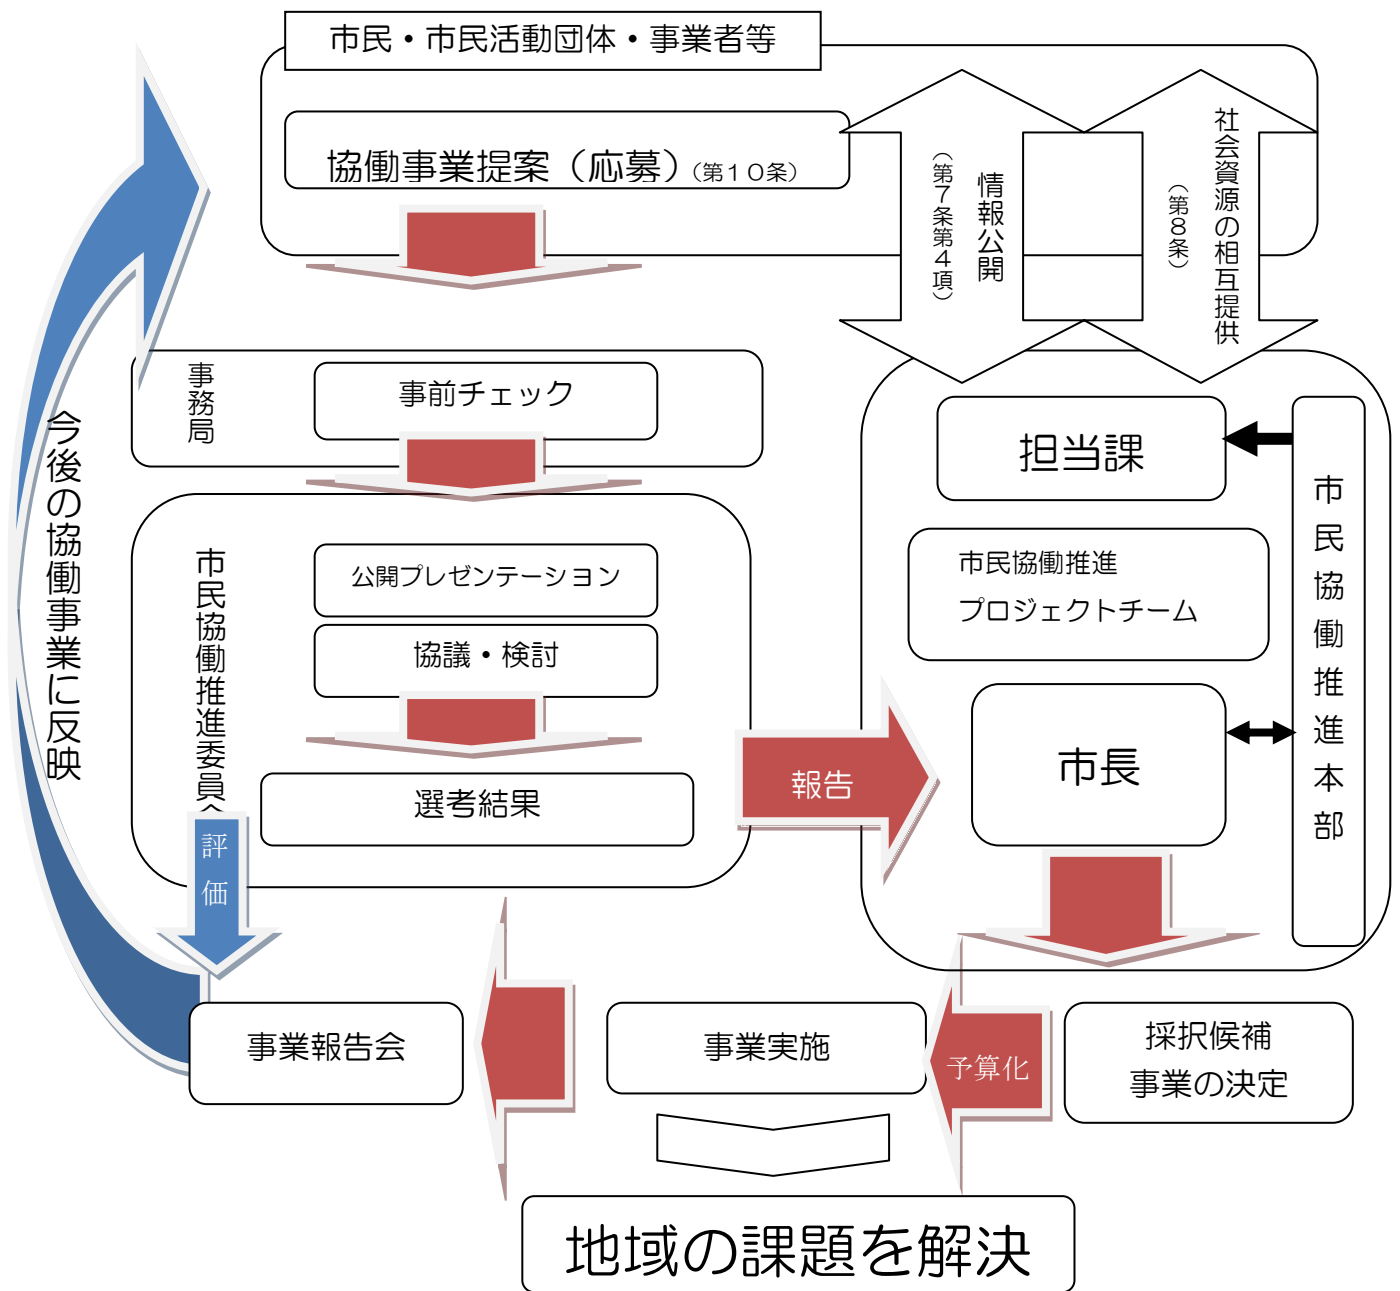 市民・市民活動団体・事業者等
協働事業提案（応募）（第１０条）
情報公開
（第７条第４項）
社会資源の相互提供
（第８条）
事務局
事前チェック
今後の協働事業に反映
市民協働推進委員会
公開プレゼンテーション
協議・検討
選考結果
報告
担当課
市民協働推進
プロジェクトチーム
市長
市民協働推進本部
評価
事業報告会
事業実施
予算化
採択候補
事業の決定
地域の課題を解決